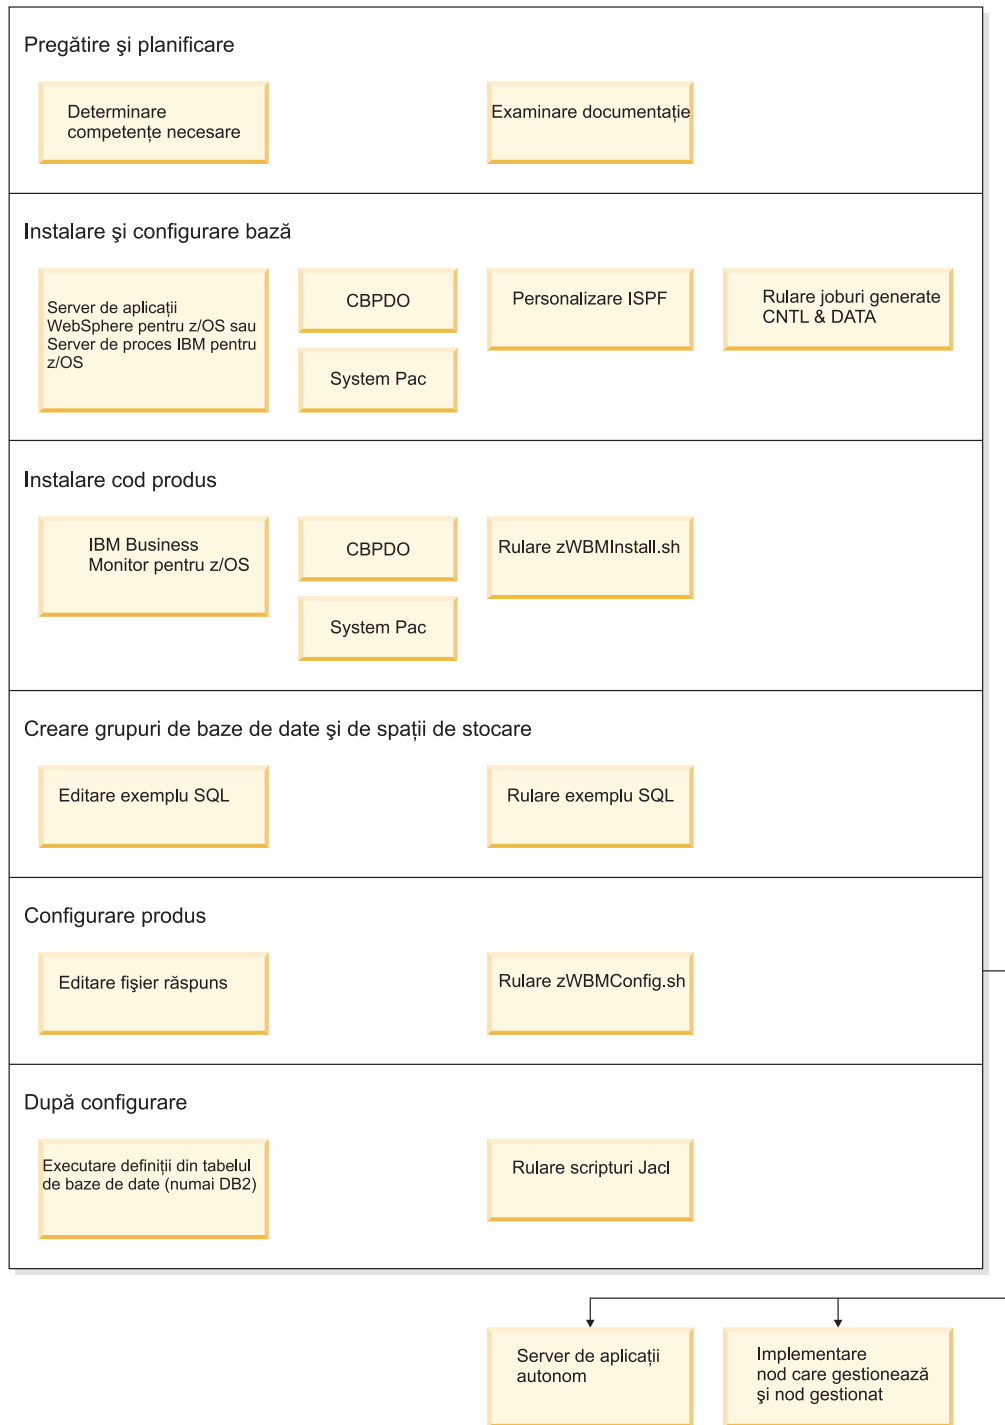 Pregătire şi planificare
Determinare
competenţe necesare
Examinare documentaţie
Instalare şi configurare bază
Server de aplicaţii
WebSphere pentru z/OS sau
Server de proces IBM pentru
z/OS
CBPDO
System Pac
Personalizare ISPF
Rulare joburi generate
CNTL & DATA
Instalare cod produs
IBM Business
Monitor pentru z/OS
CBPDO
System Pac
Rulare zWBMInstall.sh
Creare grupuri de baze de date şi de spaţii de stocare
Editare exemplu SQL
Rulare exemplu SQL
Configurare produs
Editare fişier răspuns
Rulare zWBMConfig.sh
După configurare
Executare definiţii din tabelul
de baze de date (numai DB2)
Rulare scripturi Jacl
Server de aplicaţii
autonom
Implementare
nod care gestionează
şi nod gestionat